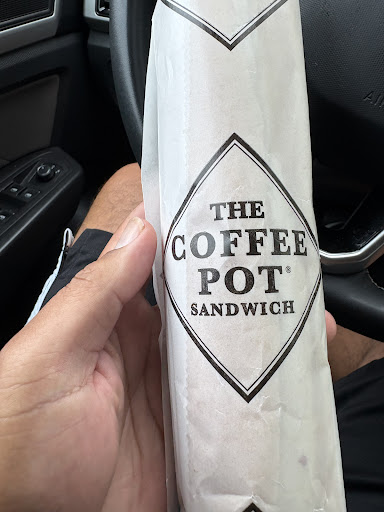 THE
COFFEE
POT®
SANDWICH